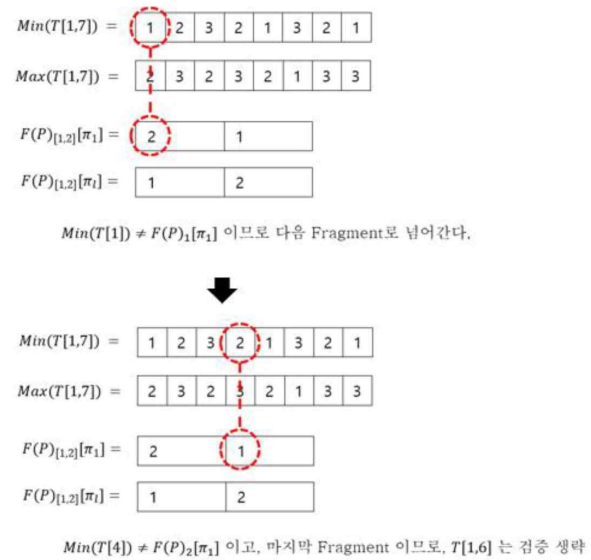 Min(T[1,7]) = 1 2 3 2 1 3 2 1
Max(T[1,7]) = 2 3 2 3 2 1 3 3
F(P)[1,2][π1] = 2 1
F(P)[1,2][πl] = 1 2
Min(T[1]) ≠ F(P)1[π1] 이므로 다음 Fragment로 넘어간다.
Min(T[1,7]) = 1 2 3 2 1 3 2 1
Max(T[1,7]) = 2 3 2 3 2 1 3 3
F(P)[1,2][π1] = 2 1
F(P)[1,2][πl] = 1 2
Min(T[4]) ≠ F(P)2[π1] 이고, 마지막 Fragment 이므로, T[1,6] 는 검증 생략